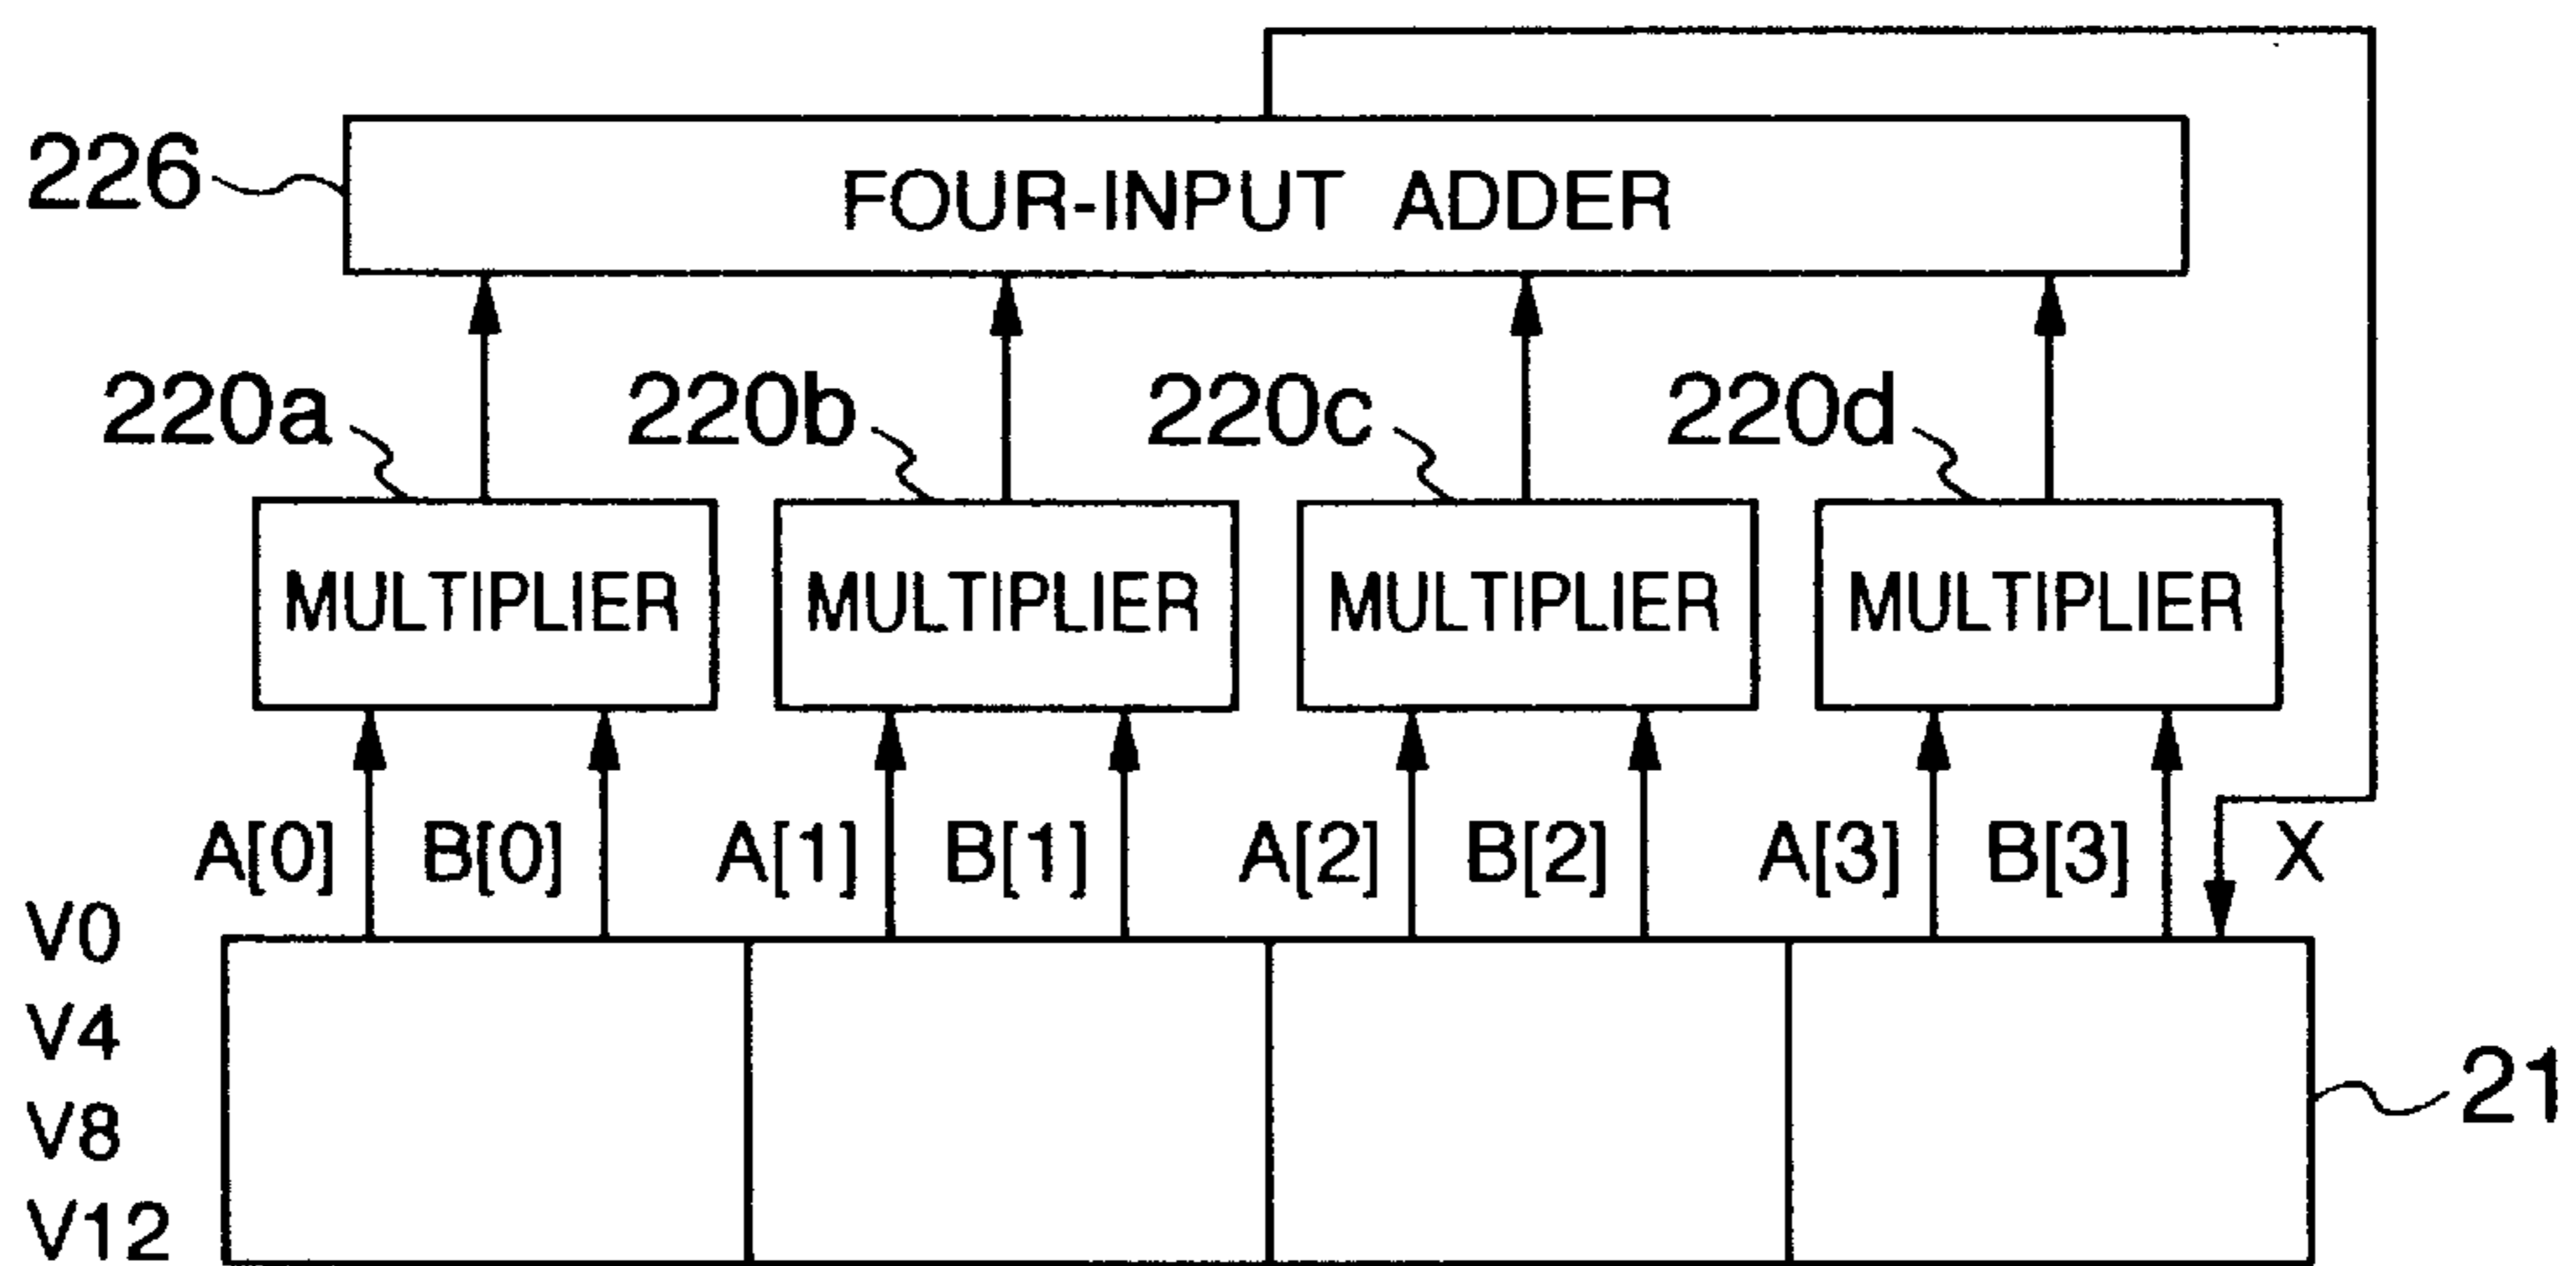 226
FOUR-INPUT ADDER
220a 220b 220c 220d
MULTIPLIER MULTIPLIER MULTIPLIER MULTIPLIER
A[0] B[0] A[1] B[1] A[2] B[2] A[3] B[3] X
V0
V4
V8
V12
21